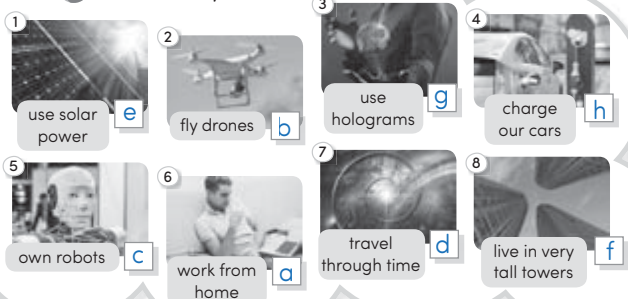 1
use solar
power
e
2
fly drones
b
3
use
holograms
g
4
charge
our cars
h
5
own robots
c
6
work from
home
a
7
travel
through time
d
8
live in very
tall towers
f